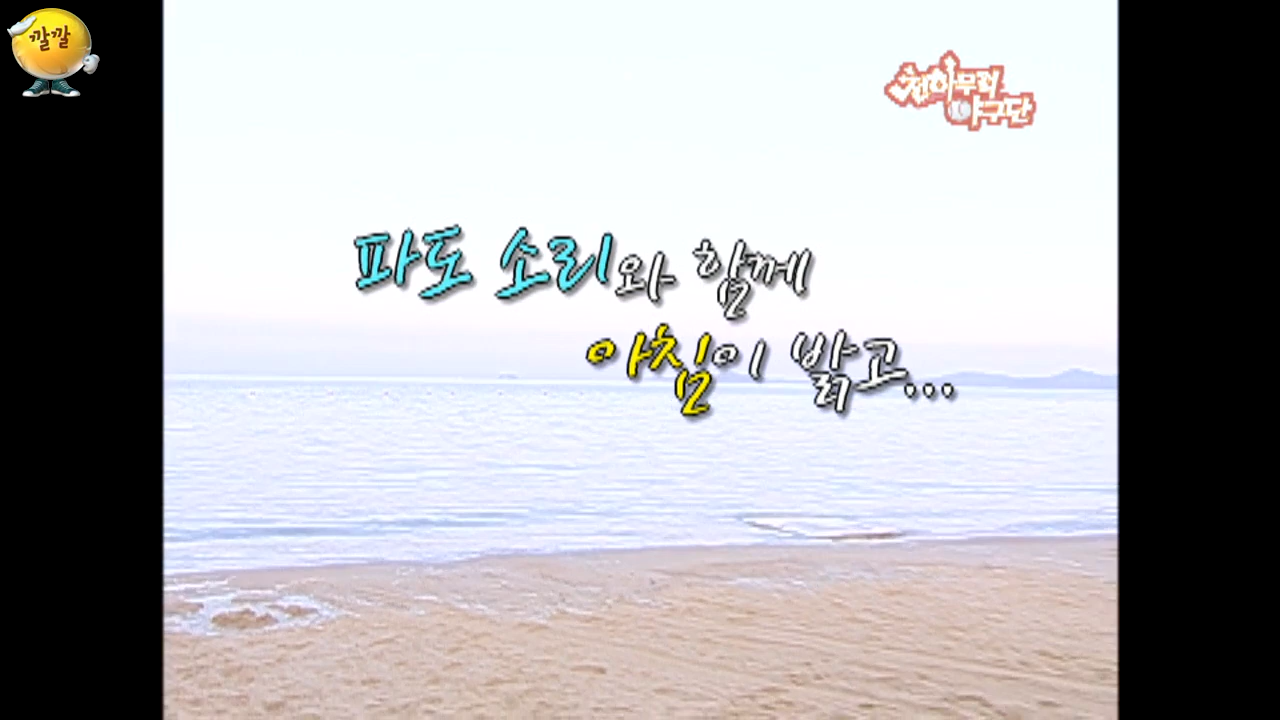 깔깔
천하무적
야구단
파도 소리와 함께
아침이 밝고...